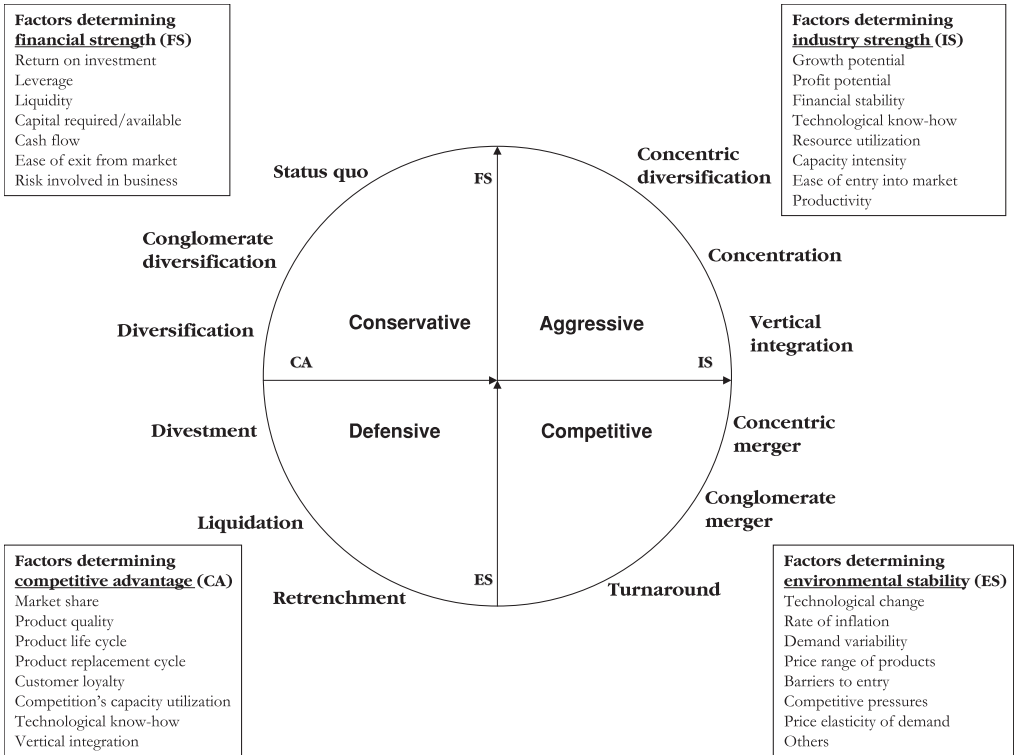 Factors determining
financial strength (FS)
Return on investment
Leverage
Liquidity
Capital required/available
Cash flow
Ease of exit from market
Risk involved in business
Factors determining
industry strength (IS)
Growth potential
Profit potential
Financial stability
Technological know-how
Resource utilization
Capacity intensity
Ease of entry into market
Productivity
Status quo
FS
Concentric
diversification
Conglomerate
diversification
Concentration
Diversification
Conservative
Aggressive
Vertical
integration
CA
IS
Divestment
Defensive
Competitive
Concentric
merger
Liquidation
Conglomerate
merger
Retrenchment
ES
Turnaround
Factors determining
competitive advantage (CA)
Market share
Product quality
Product life cycle
Product replacement cycle
Customer loyalty
Competition's capacity utilization
Technological know-how
Vertical integration
Factors determining
environmental stability (ES)
Technological change
Rate of inflation
Demand variability
Price range of products
Barriers to entry
Competitive pressures
Price elasticity of demand
Others